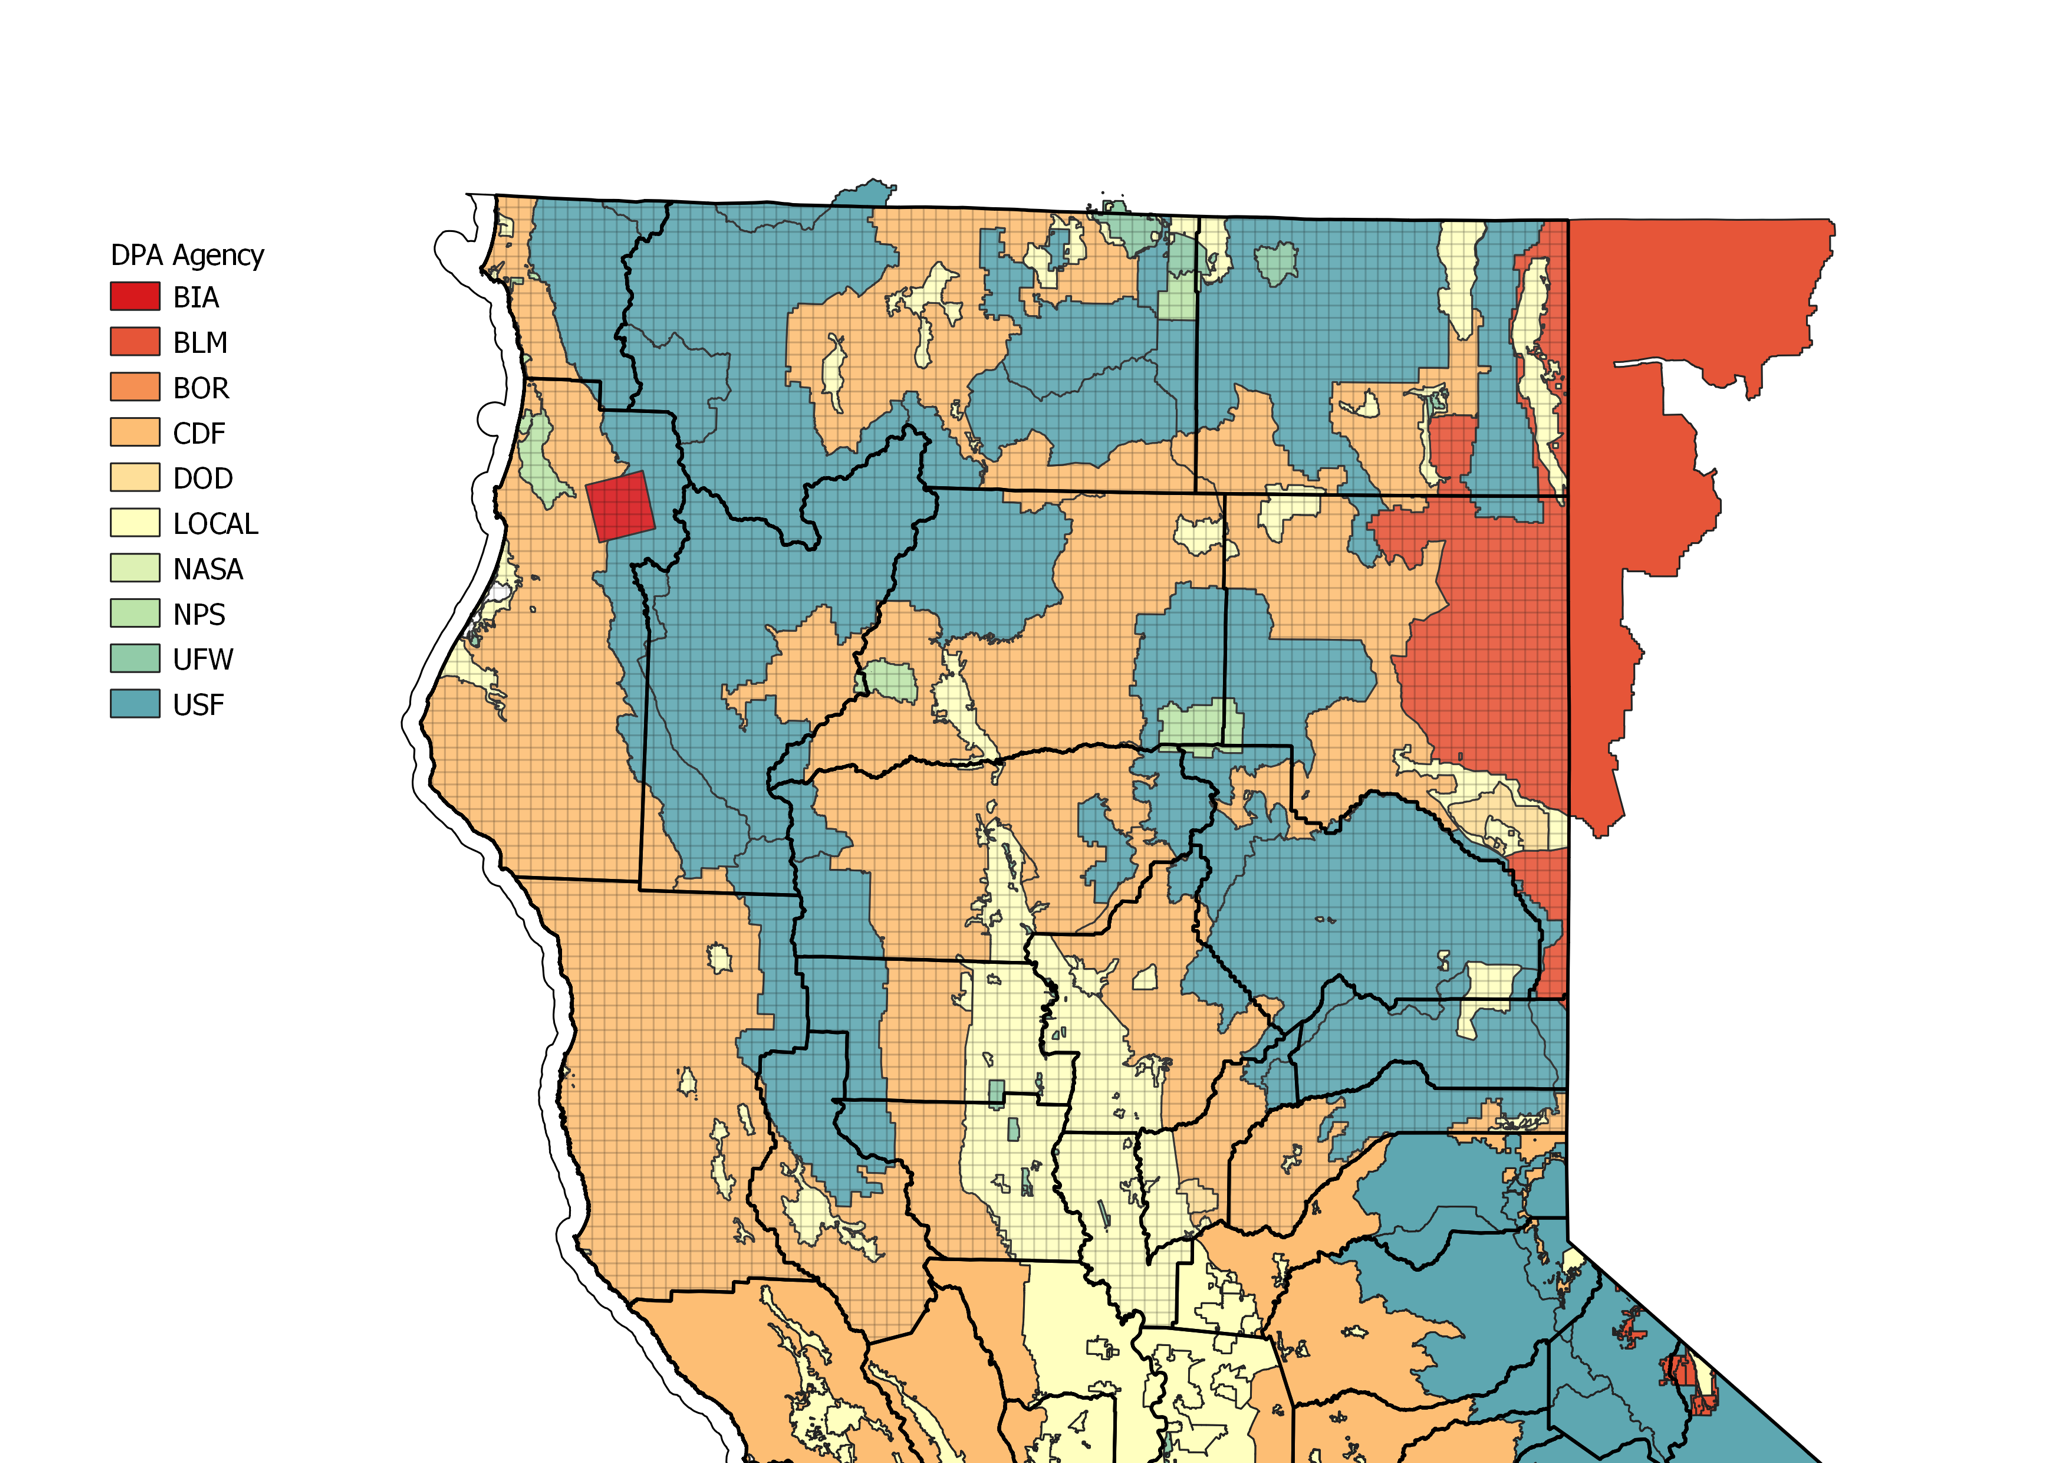 DPA Agency
BIA
BLM
BOR
CDF
DOD
LOCAL
NASA
NPS
UFW
USF